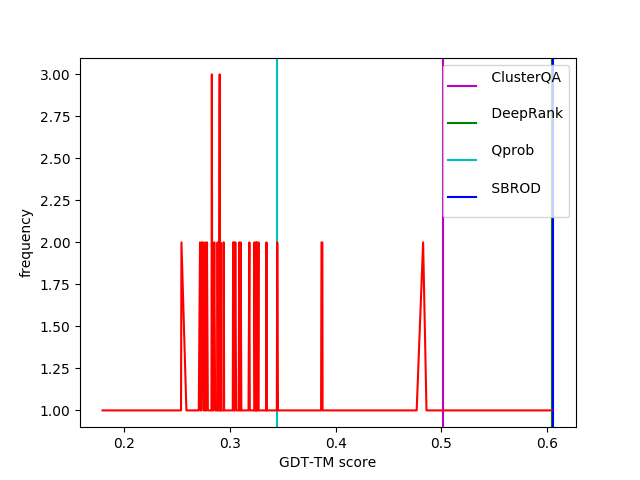 3.00
2.75
2.50
2.25
2.00
1.75
1.50
1.25
1.00
frequency
0.2
0.3
0.4
0.5
0.6
GDT-TM score
ClusterQA
DeepRank
Qprob
SBROD